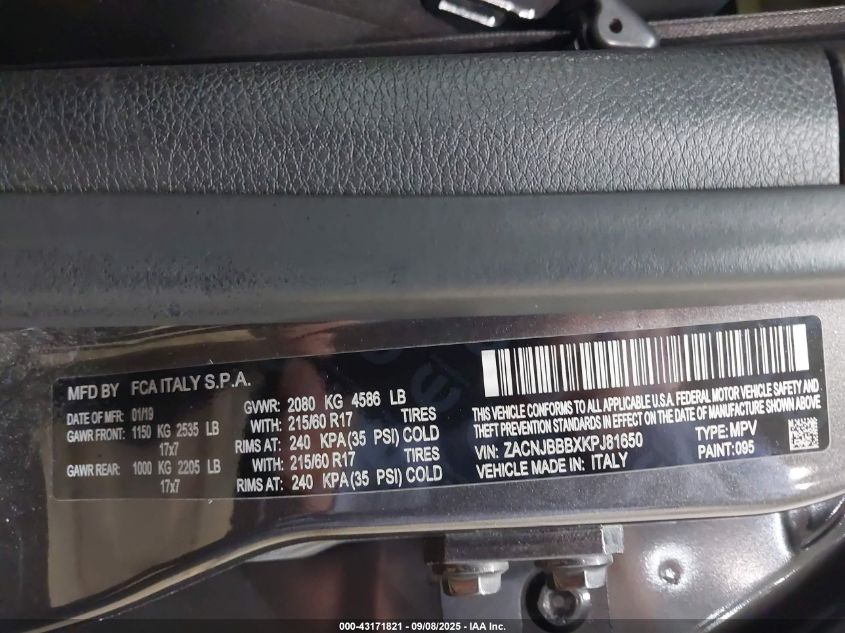 MFD BY FCA ITALY S.P.A.
DATE OF MFR: 01/19
GAWR FRONT: 1150 KG 2535 LB
17x7
GAWR REAR: 1000 KG 2205 LB
17x7
GVWR: 2080 KG 4586 LB
WITH: 215/60 R17 TIRES
RIMS AT: 240 KPA (35 PSI) COLD
WITH: 215/60 R17 TIRES
RIMS AT: 240 KPA (35 PSI) COLD
THIS VEHICLE CONFORMS TO ALL APPLICABLE U.S.A. FEDERAL MOTOR VEHICLE SAFETY AND
THEFT PREVENTION STANDARDS IN EFFECT ON THE DATE OF MANUFACTURE SHOWN ABOVE.
VIN: ZACNJBBBXKPJ81650 TYPE: MPV
VEHICLE MADE IN: ITALY PAINT: 095
000-43171821 - 09/08/2025 - IAA Inc.